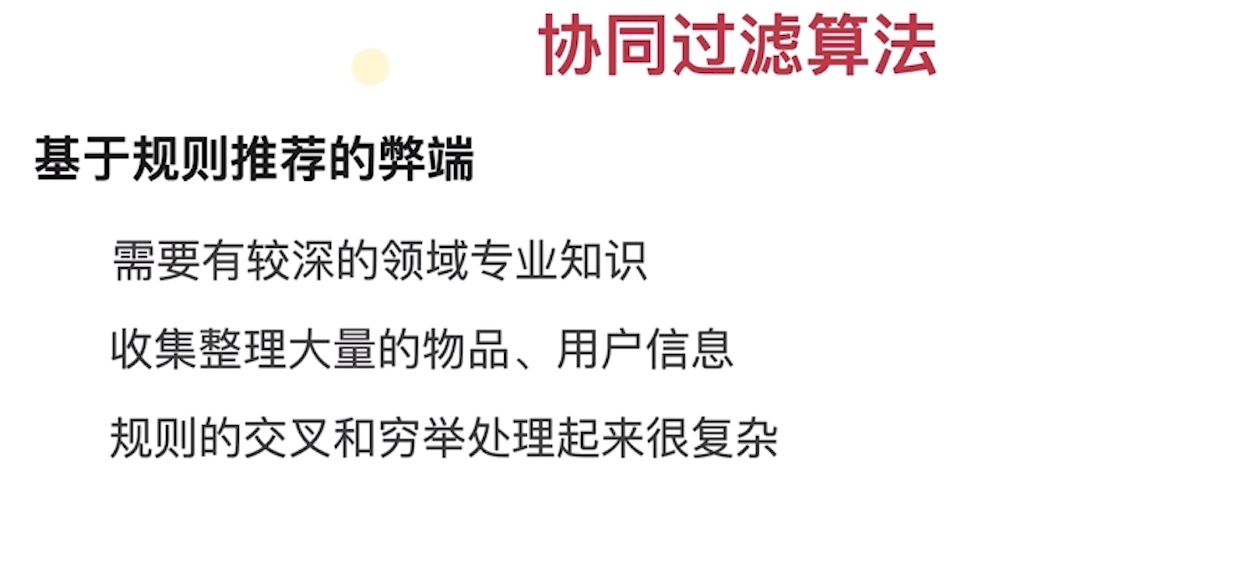 协同过滤算法
基于规则推荐的弊端
需要有较深的领域专业知识
收集整理大量的物品、用户信息
规则的交叉和穷举处理起来很复杂